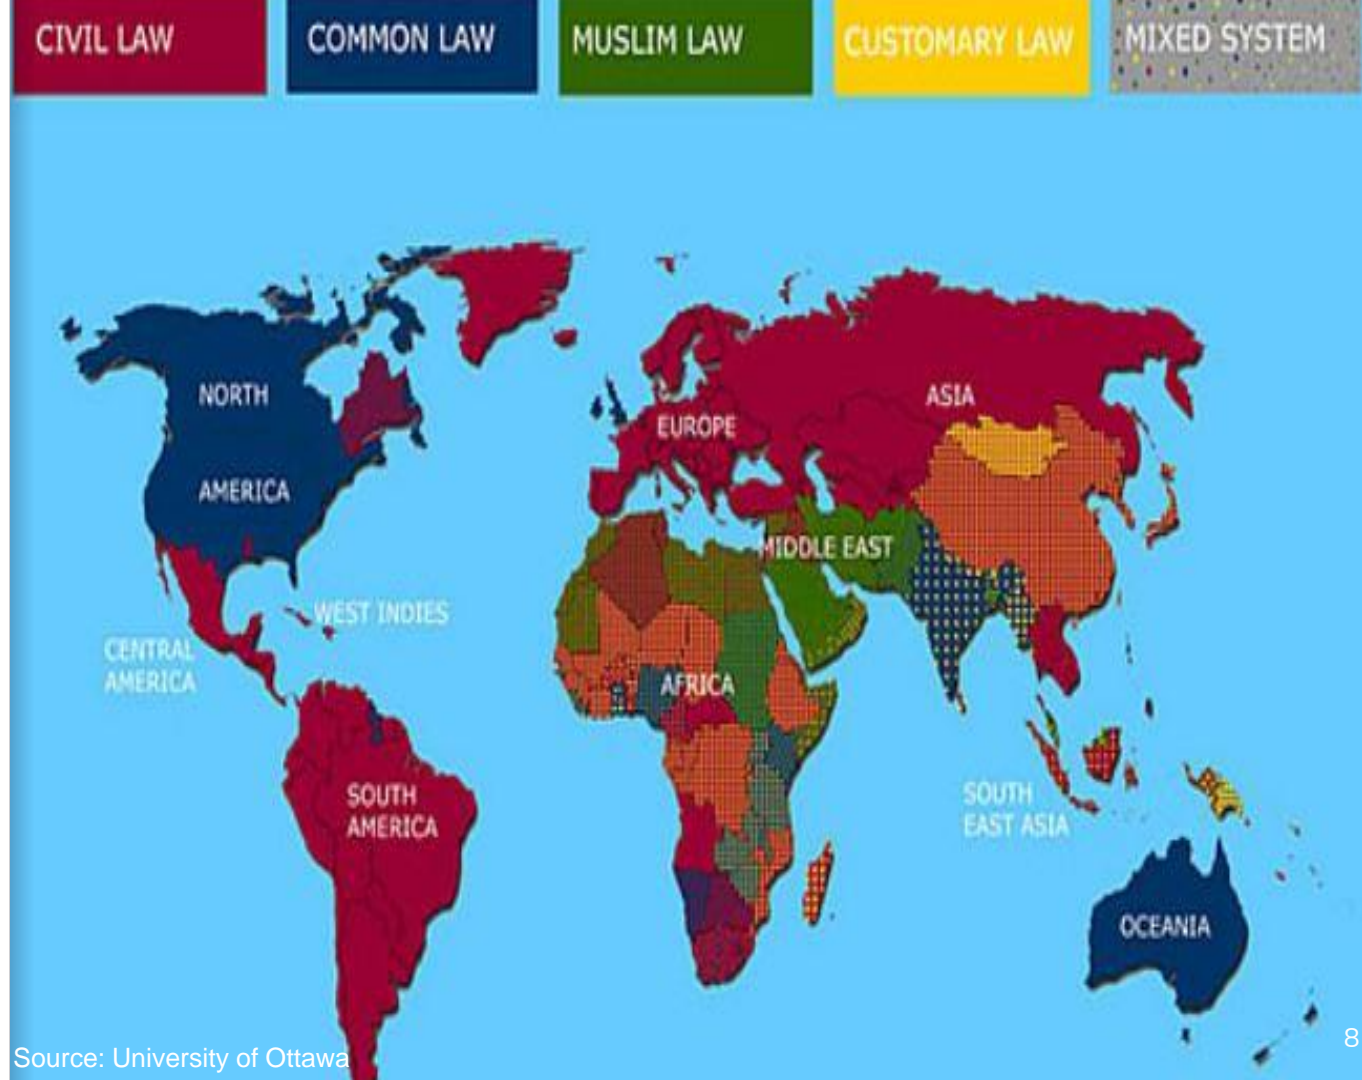 CIVIL LAW
COMMON LAW
MUSLIM LAW
CUSTOMARY LAW
MIXED SYSTEM
NORTH
AMERICA
EUROPE
ASIA
MIDDLE EAST
WEST INDIES
CENTRAL
AMERICA
AFRICA
SOUTH
AMERICA
SOUTH
EAST ASIA
OCEANIA
Source: University of Ottawa
8